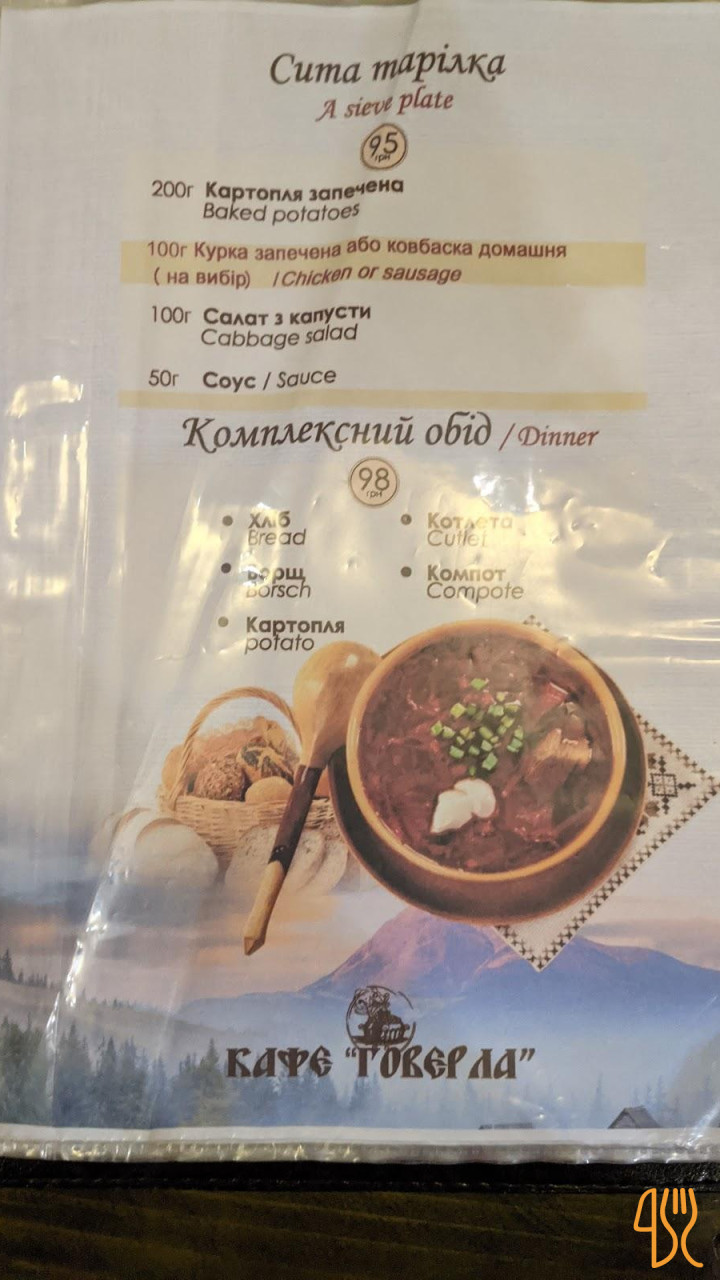 Сита тарілка
A sieve plate
95
грн
200г Картопля запечена
Baked potatoes
100г Курка запечена або ковбаска домашня
( на вибір) / Chicken or sausage
100г Салат з капусти
Cabbage salad
50г Соус / Sauce
Комплексний обід / Dinner
98
грн
• Хліб
Bread
• Борщ
Borsch
• Картопля
potato
• Котлета
Cutlet
• Компот
Compote
КАФЕ "ГОВЕРЛА"